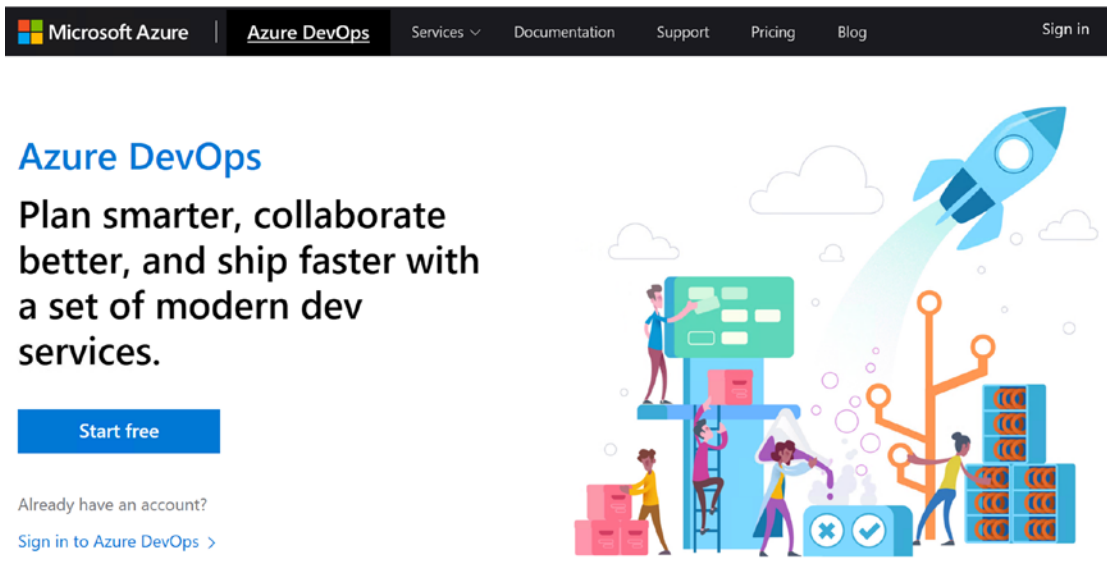 Microsoft Azure | Azure DevOps Services Documentation Support Pricing Blog Sign in
Azure DevOps
Plan smarter, collaborate
better, and ship faster with
a set of modern dev
services.
Start free
Already have an account?
Sign in to Azure DevOps >